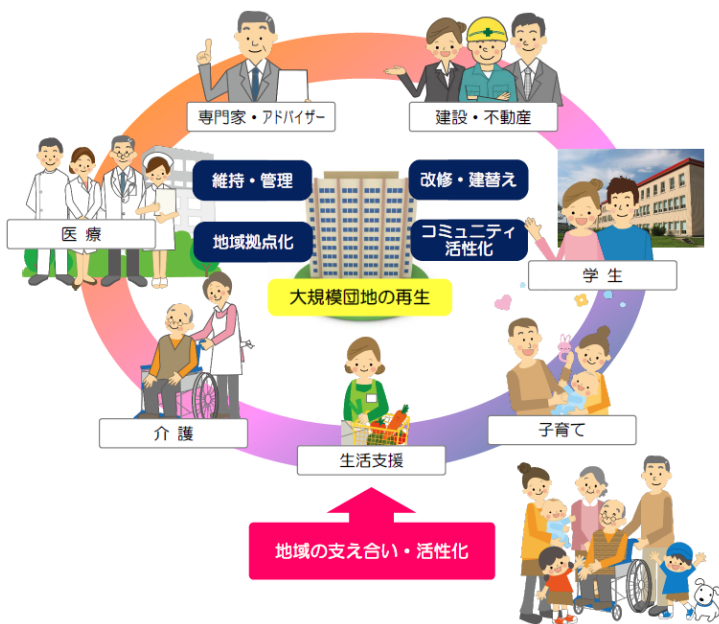 専門家・アドバイザー
建設・不動産
維持・管理
改修・建替え
医療
地域拠点化
コミュニティ
活性化
学生
大規模団地の再生
介護
子育て
生活支援
地域の支え合い・活性化